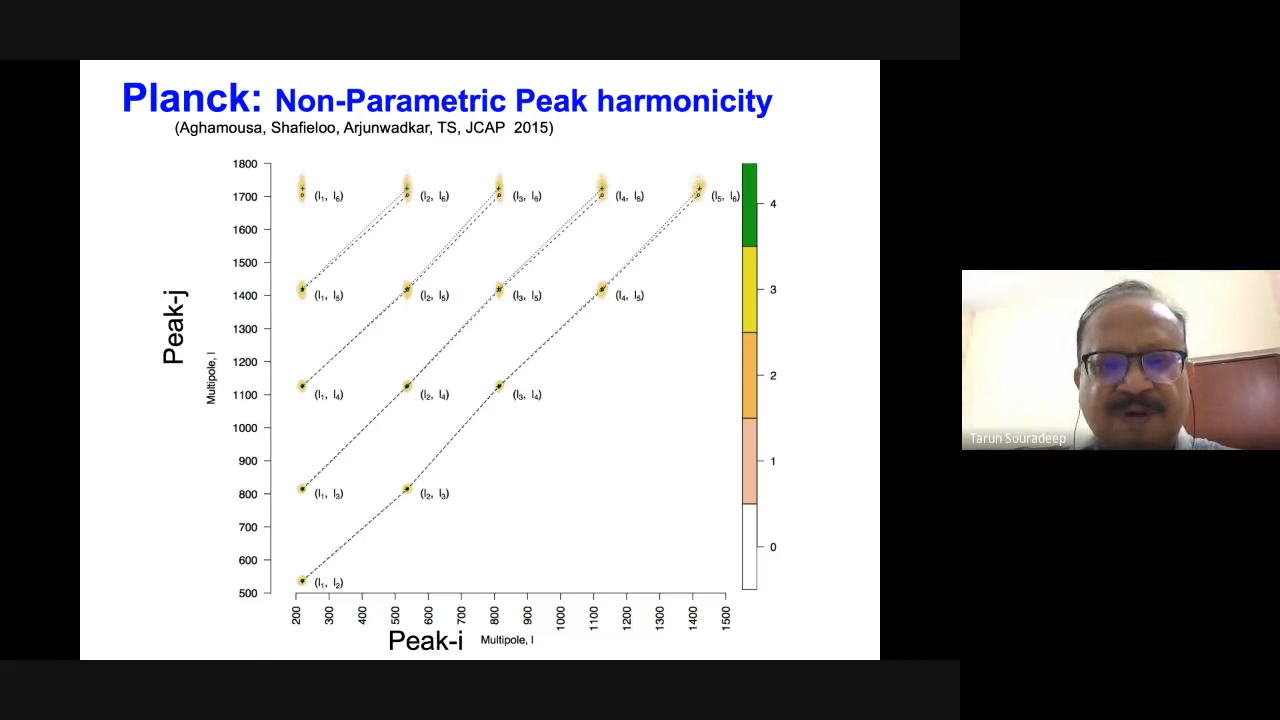 Planck: Non-Parametric Peak harmonicity
(Aghamousa, Shafieloo, Arjunwadkar, TS, JCAP 2015)
1800
1700
1600
1500
1400
1300
1200
1100
1000
900
800
700
600
500
Peak-j
Multipole, l
(l1, l6)
(l2, l6)
(l3, l6)
(l4, l6)
(l5, l6)
(l1, l5)
(l2, l5)
(l3, l5)
(l4, l5)
(l1, l4)
(l2, l4)
(l3, l4)
(l1, l3)
(l2, l3)
(l1, l2)
4
3
2
1
0
200 300 400 500 600 700 800 900 1000 1100 1200 1300 1400 1500
Peak-i Multipole, l
Tarun Souradeep